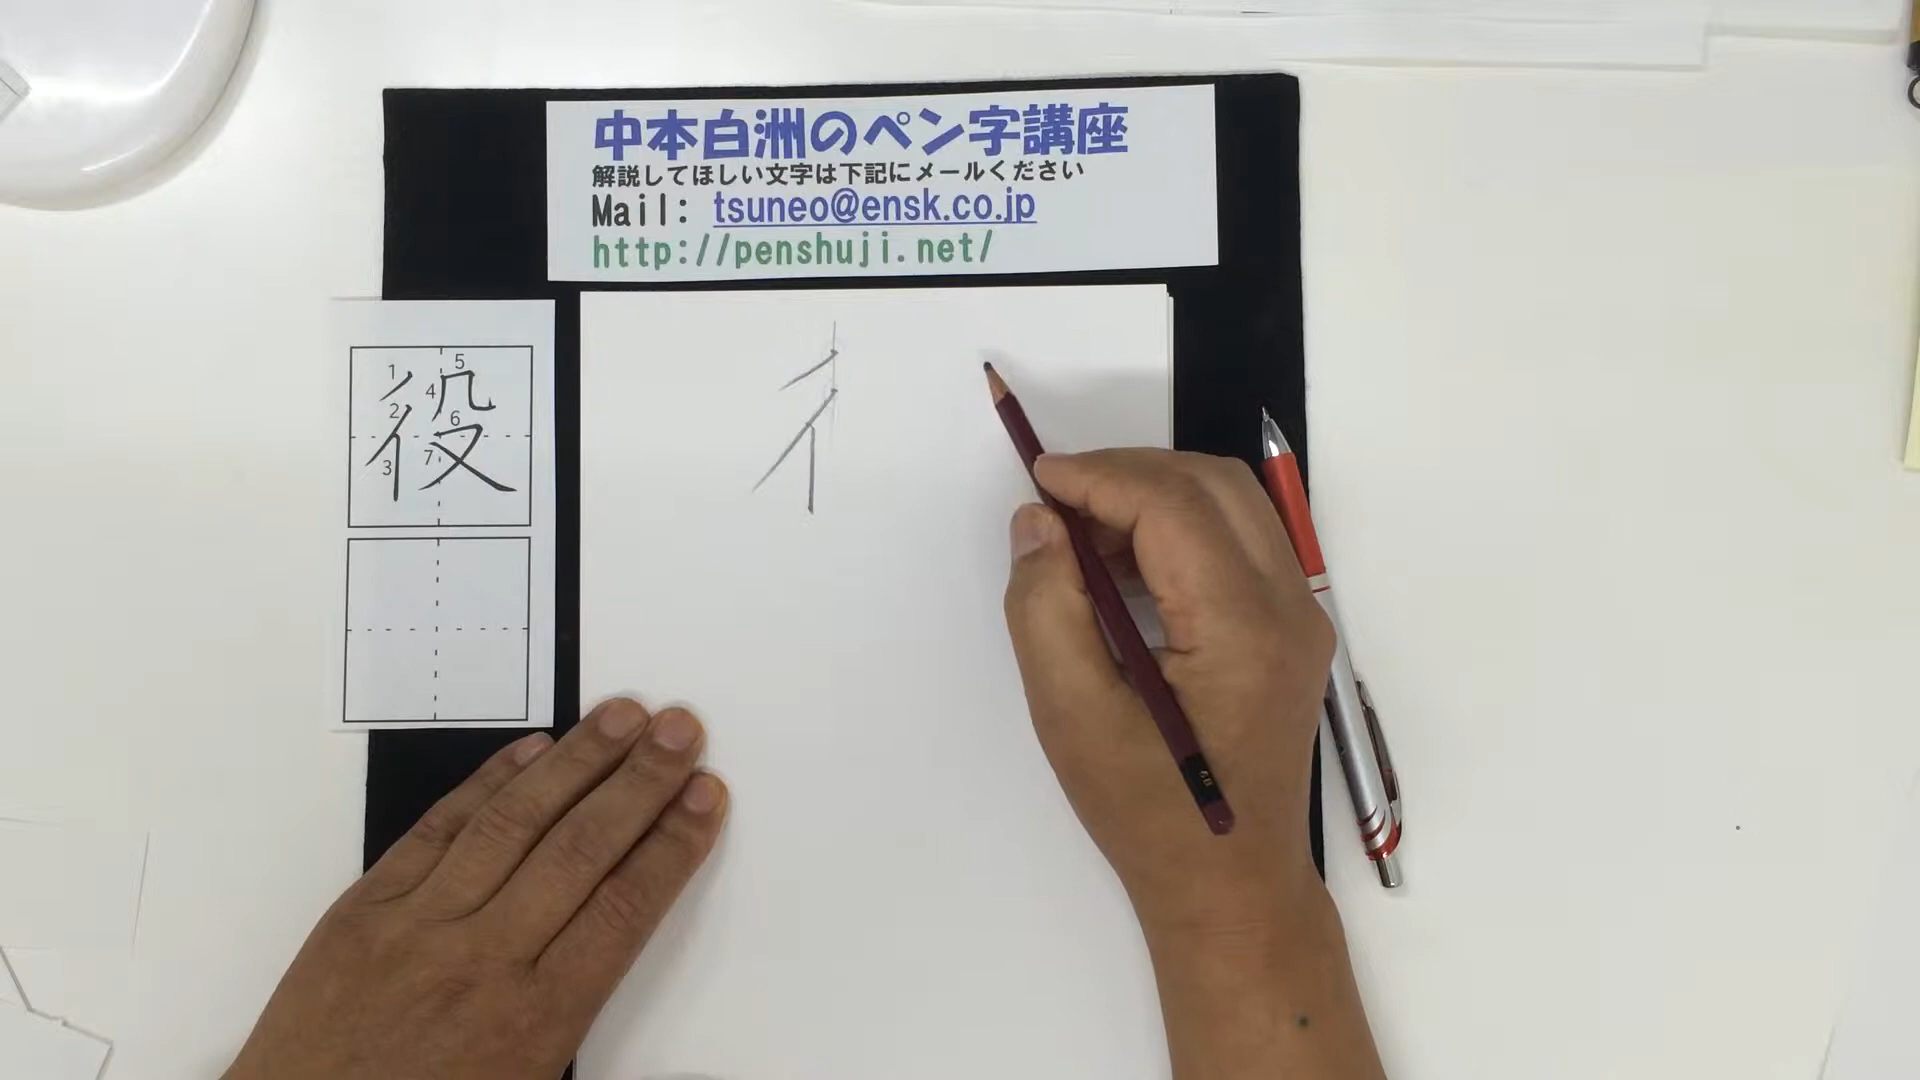 中本白洲のペン字講座
解説してほしい文字は下記にメールください
Mail: tsuneo@ensk.co.jp
http://penshuji.net/
役
1
2
3
4
5
6
7
彳
6B